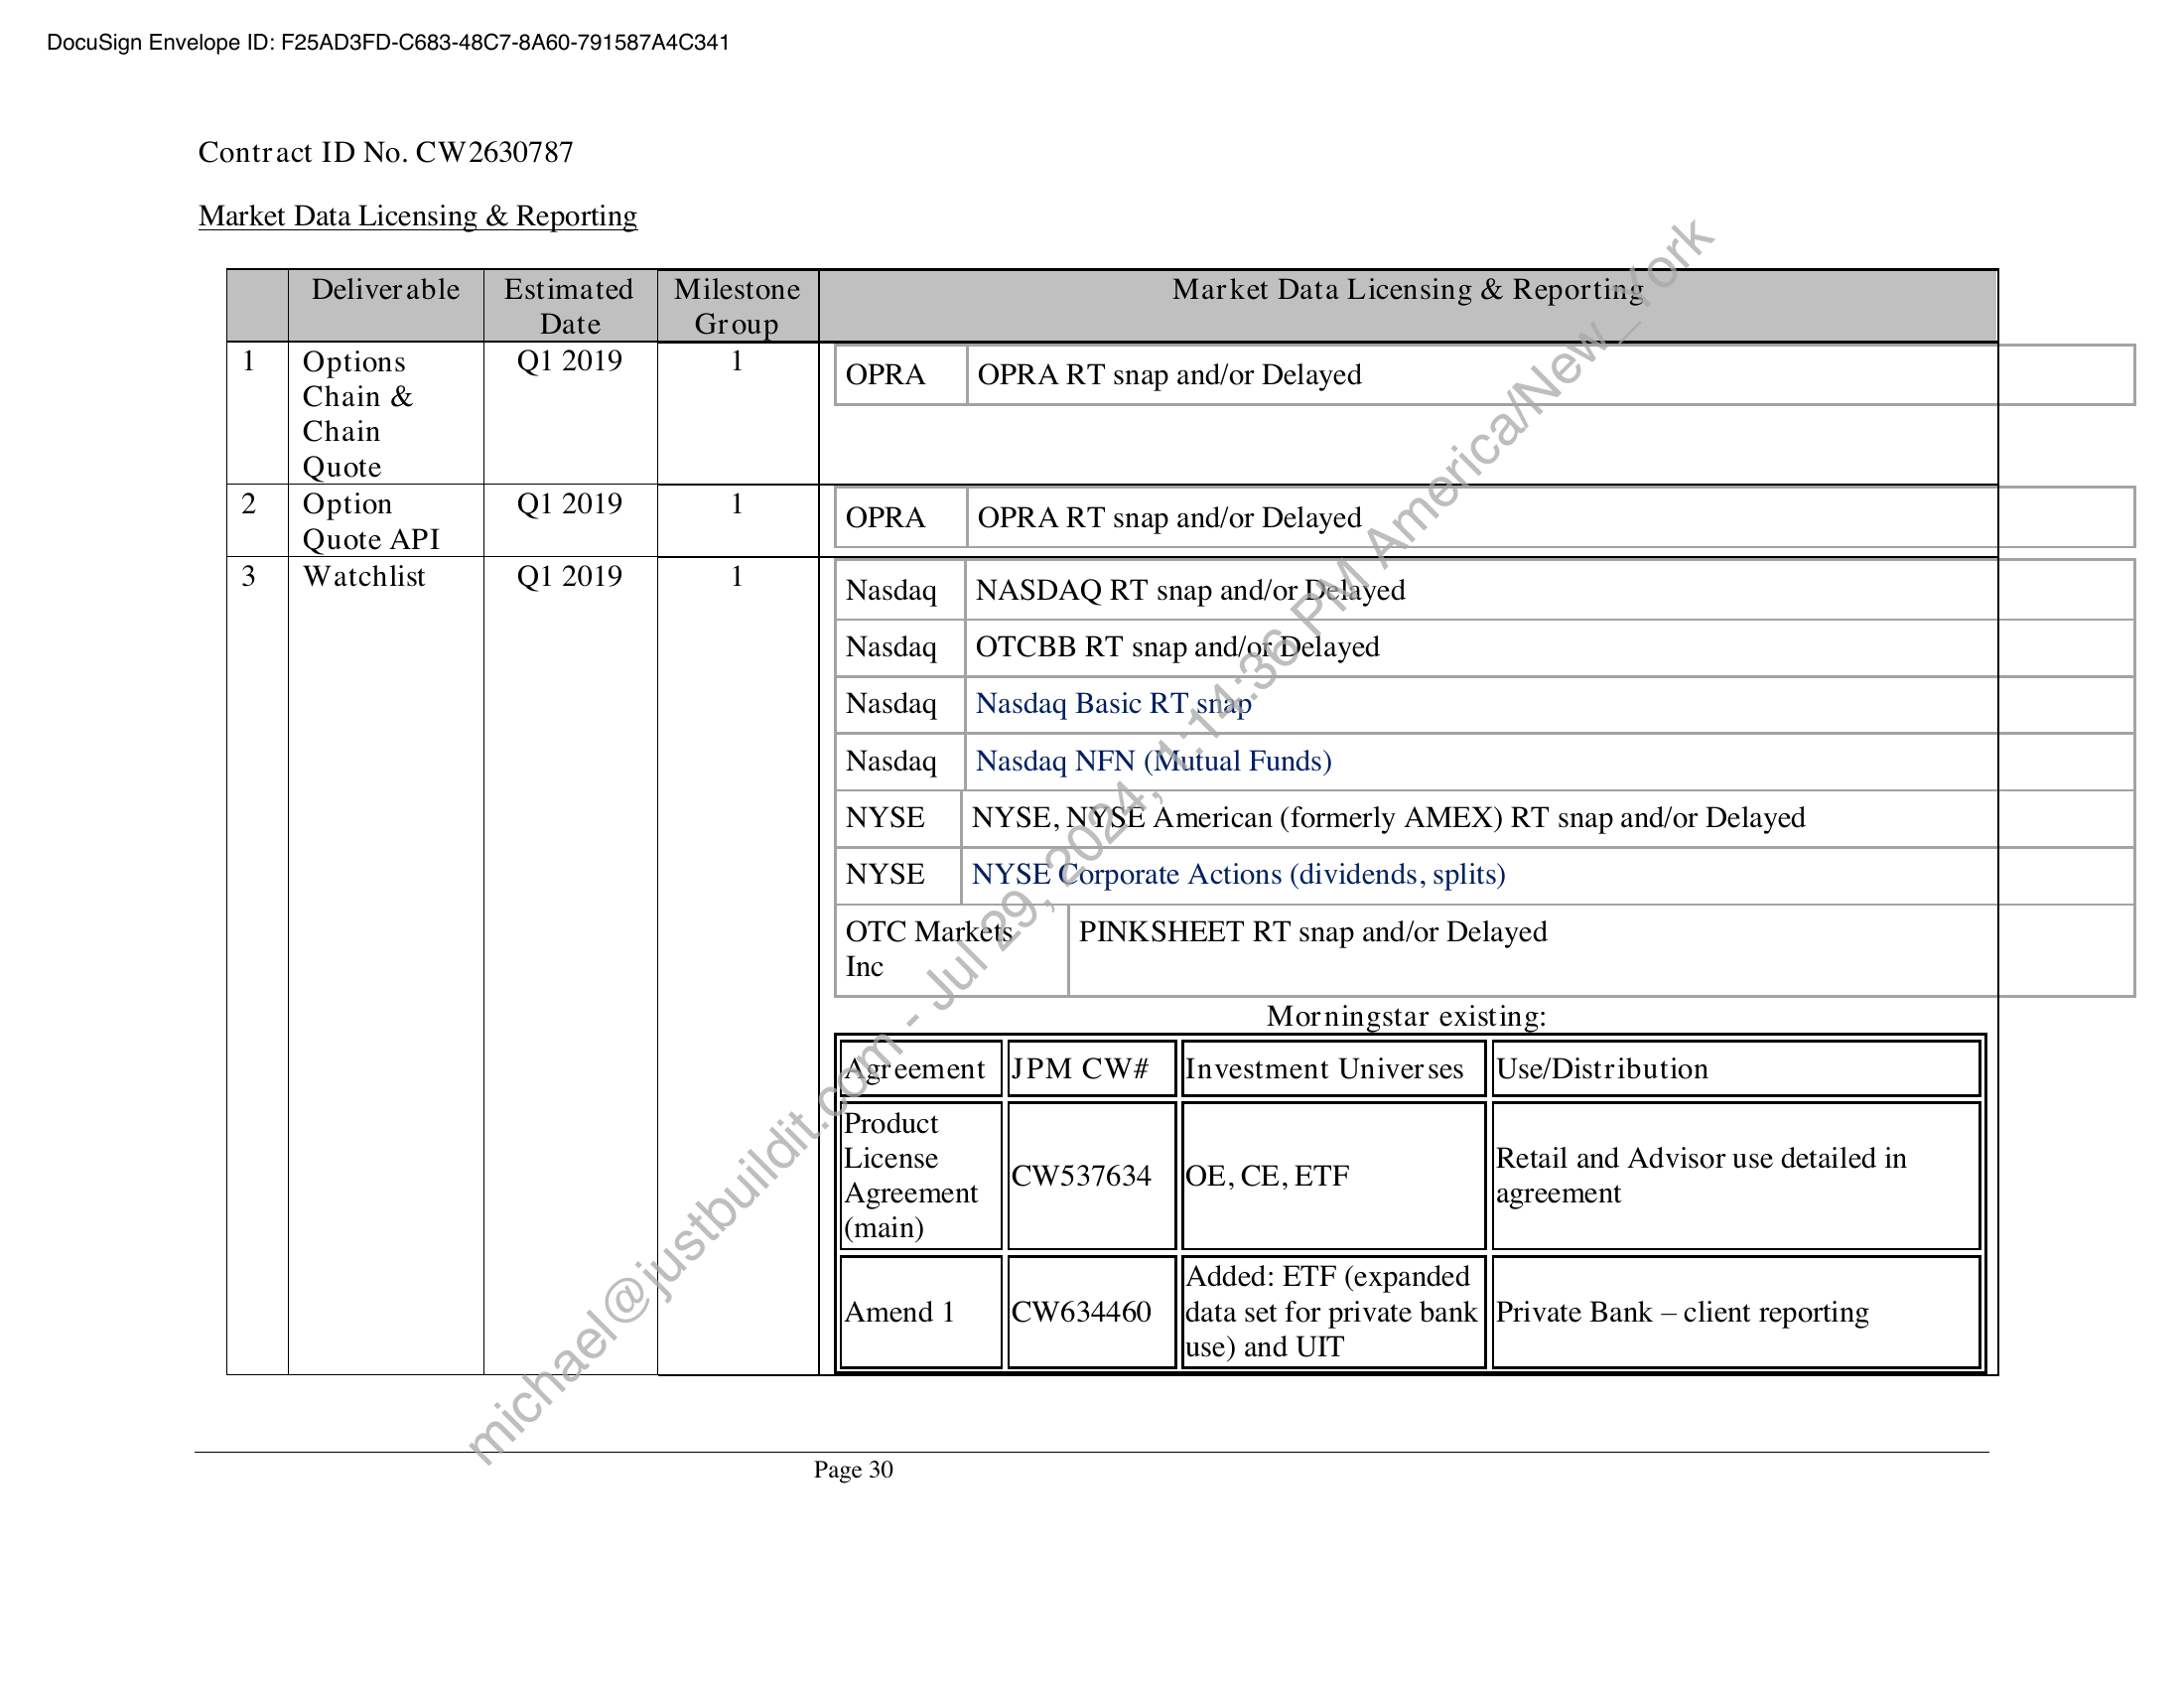 DocuSign Envelope ID: F25AD3FD-C683-48C7-8A60-791587A4C341
Contract ID No. CW2630787
Market Data Licensing & Reporting
Deliverable Estimated Date Milestone Group Market Data Licensing & Reporting
1 Options Chain & Chain Quote Q1 2019 1
OPRA OPRA RT snap and/or Delayed
2 Option Quote API Q1 2019 1
OPRA OPRA RT snap and/or Delayed
3 Watchlist Q1 2019 1
Nasdaq NASDAQ RT snap and/or Delayed
Nasdaq OTCBB RT snap and/or Delayed
Nasdaq Nasdaq Basic RT snap
Nasdaq Nasdaq NFN (Mutual Funds)
NYSE NYSE, NYSE American (formerly AMEX) RT snap and/or Delayed
NYSE NYSE Corporate Actions (dividends, splits)
OTC Markets Inc PINKSHEET RT snap and/or Delayed
Morningstar existing:
Agreement JPM CW# Investment Universes Use/Distribution
Product License Agreement (main) CW537634 OE, CE, ETF Retail and Advisor use detailed in agreement
Amend 1 CW634460 Added: ETF (expanded data set for private bank use) and UIT Private Bank – client reporting
michael@justbuildit.com - Jul 29, 2024, 1:14:36 PM America/New_York
Page 30